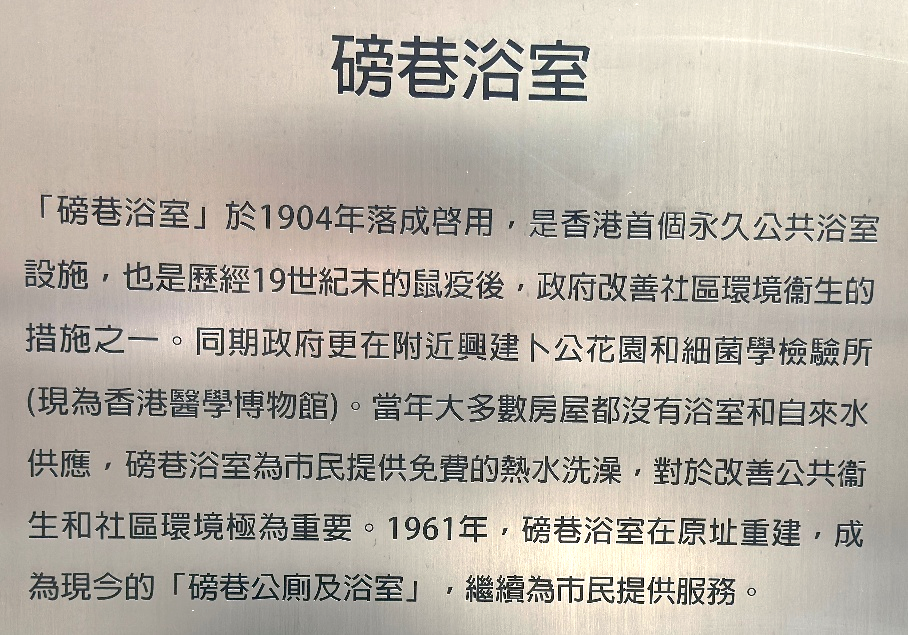 磅巷浴室
「磅巷浴室」於1904年落成啓用，是香港首個永久公共浴室
設施，也是歷經19世紀末的鼠疫後，政府改善社區環境衞生的
措施之一。同期政府更在附近興建卜公花園和細菌學檢驗所
(現為香港醫學博物館)。當年大多數房屋都沒有浴室和自來水
供應，磅巷浴室為市民提供免費的熱水洗澡，對於改善公共衞
生和社區環境極為重要。1961年，磅巷浴室在原址重建，成
為現今的「磅巷公廁及浴室」，繼續為市民提供服務。